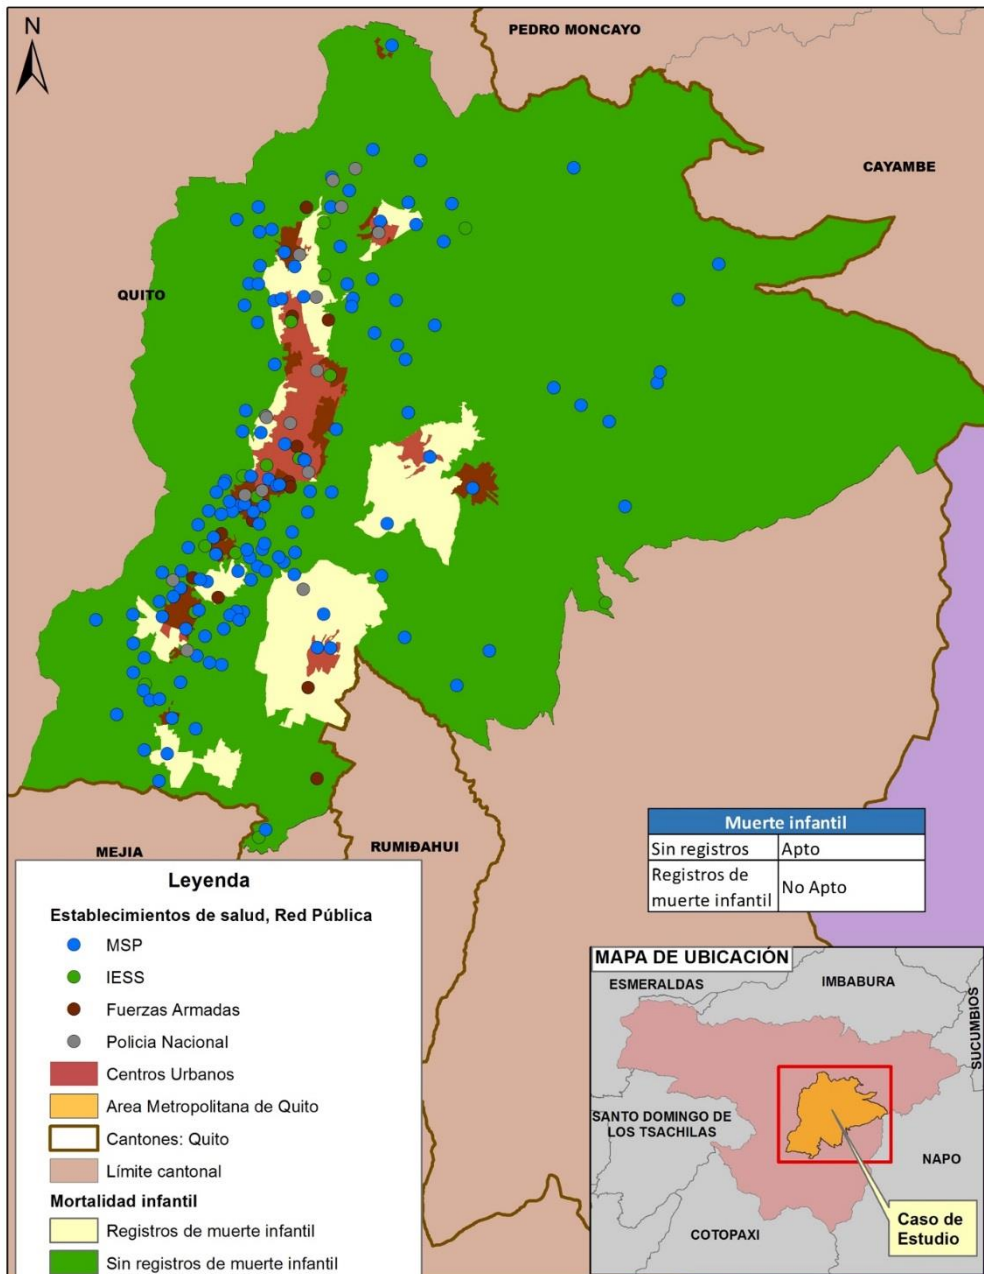 N
PEDRO MONCAYO
CAYAMBE
QUITO
MEJIA
RUMIÐAHUI
Muerte infantil
Sin registros Apto
Registros de
muerte infantil No Apto
Leyenda
Establecimientos de salud, Red Pública
MSP
IESS
Fuerzas Armadas
Policia Nacional
Centros Urbanos
Area Metropolitana de Quito
Cantones: Quito
Límite cantonal
Mortalidad infantil
Registros de muerte infantil
Sin registros de muerte infantil
MAPA DE UBICACIÓN
ESMERALDAS
IMBABURA
SUCUMBIOS
SANTO DOMINGO DE
LOS TSACHILAS
NAPO
COTOPAXI
Caso de
Estudio